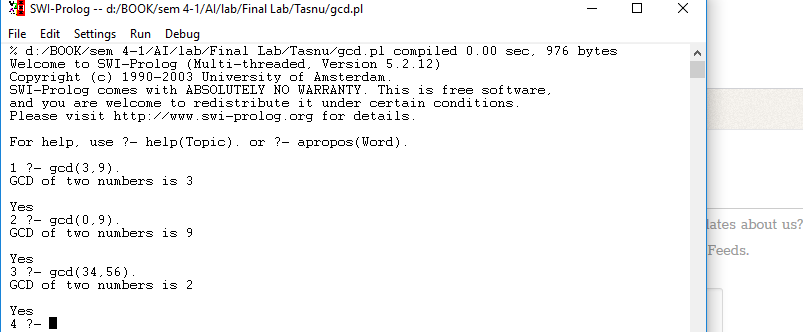 SWI-Prolog -- d:/BOOK/sem 4-1/AI/lab/Final Lab/Tasnu/gcd.pl
File Edit Settings Run Debug
% d:/BOOK/sem 4-1/AI/lab/Final Lab/Tasnu/gcd.pl compiled 0.00 sec, 976 bytes
Welcome to SWI-Prolog (Multi-threaded, Version 5.2.12)
Copyright (c) 1990-2003 University of Amsterdam.
SWI-Prolog comes with ABSOLUTELY NO WARRANTY. This is free software,
and you are welcome to redistribute it under certain conditions.
Please visit http://www.swi-prolog.org for details.
For help, use ?- help(Topic). or ?- apropos(Word).
1 ?- gcd(3,9).
GCD of two numbers is 3
Yes
2 ?- gcd(0,9).
GCD of two numbers is 9
Yes
3 ?- gcd(34,56).
GCD of two numbers is 2
Yes
4 ?-
lates about us?
Feeds.